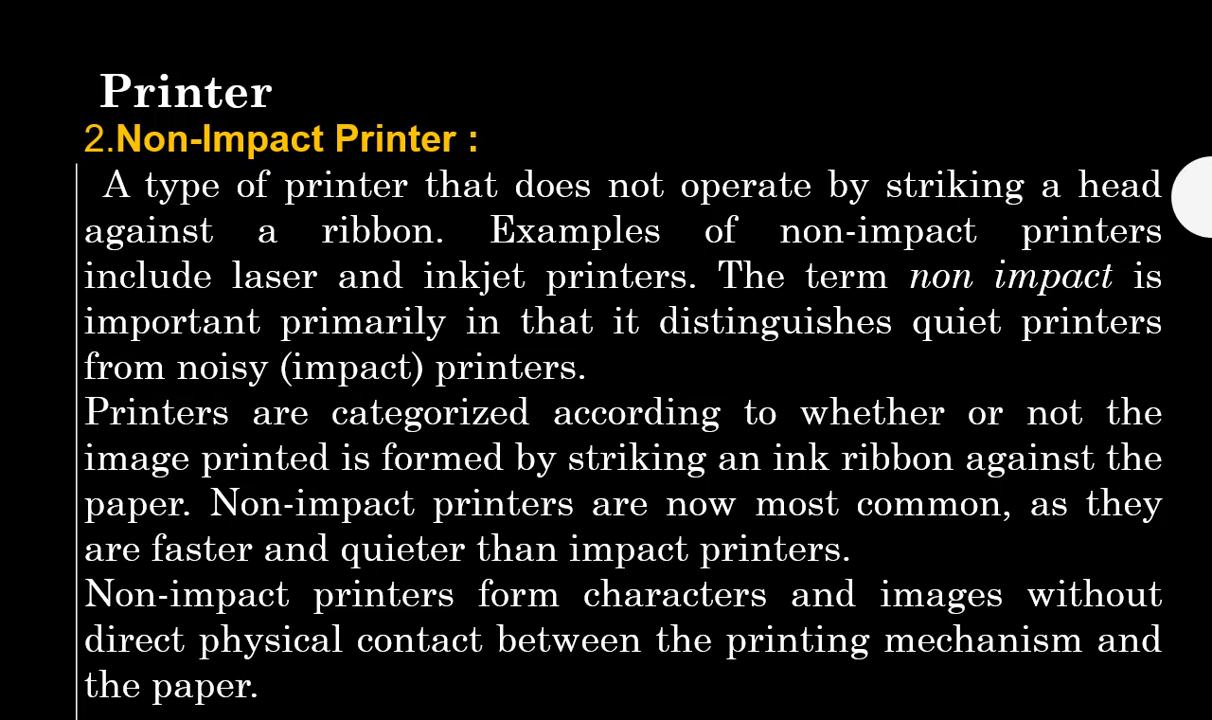 Printer
2.Non-Impact Printer :
A type of printer that does not operate by striking a head
against a ribbon. Examples of non-impact printers
include laser and inkjet printers. The term non impact is
important primarily in that it distinguishes quiet printers
from noisy (impact) printers.
Printers are categorized according to whether or not the
image printed is formed by striking an ink ribbon against the
paper. Non-impact printers are now most common, as they
are faster and quieter than impact printers.
Non-impact printers form characters and images without
direct physical contact between the printing mechanism and
the paper.